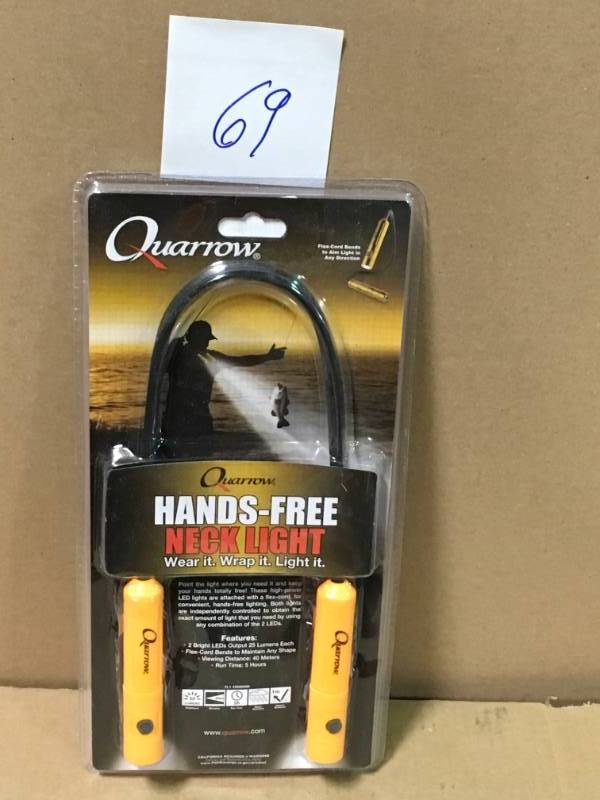 69
Quarrow®
Flex-Cord Bends
to Aim Light in
Any Direction
Quarrow
HANDS-FREE
NECK LIGHT
Wear it. Wrap it. Light it.
Point the light where you need it and keep
your hands totally free! These high-power
LED lights are attached with a flex-cord, for
convenient, hands-free lighting. Both lights
are independently controlled to obtain the
exact amount of light that you need by using
any combination of the 2 LEDs.
Features:
• 2 Bright LEDs Output 25 Lumens Each
• Flex-Cord Bends to Maintain Any Shape
• Viewing Distance: 40 Meters
• Run Time: 5 Hours
Quarrow
Quarrow
www.quarrow.com